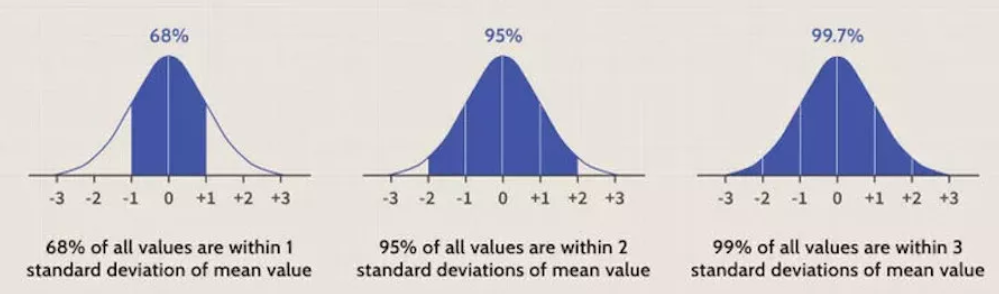 68%
95%
99.7%
-3 -2 -1 0 +1 +2 +3
-3 -2 -1 0 +1 +2 +3
-3 -2 -1 0 +1 +2 +3
68% of all values are within 1
standard deviation of mean value
95% of all values are within 2
standard deviations of mean value
99% of all values are within 3
standard deviations of mean value